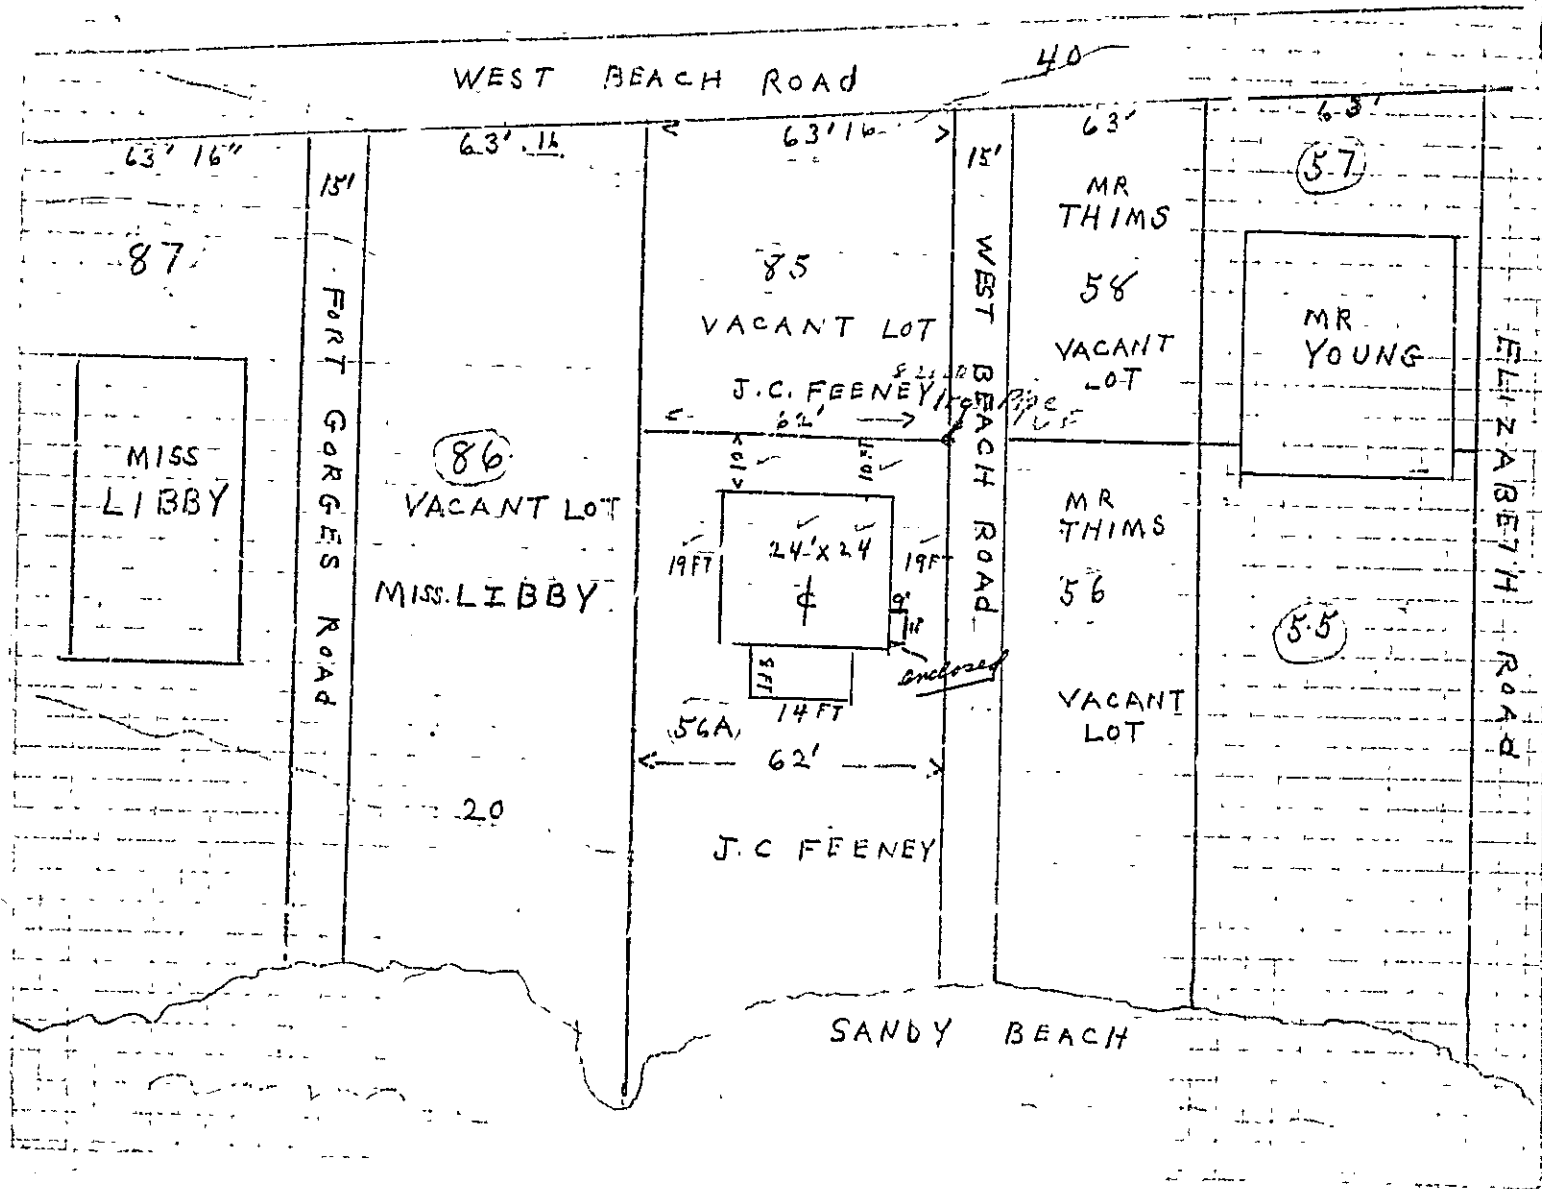 WEST BEACH ROAD
40
63' 16"
63'.16
63'16
63'
63'
15'
15'
87
FORT GORGES ROAD
MISS
LIBBY
86
VACANT LOT
MISS.LIBBY
20
85
VACANT LOT
J.C. FEENEY
62'
10'
10'
24'X24
19FT
19FT
¢
9'
enclosed
8FT
14FT
56A
62'
J.C FEENEY
WEST BEACH ROAD
MR
THIMS
58
VACANT
LOT
MR
THIMS
56
VACANT
LOT
57
MR
YOUNG
55
ELIZABETH ROAD
SANDY BEACH